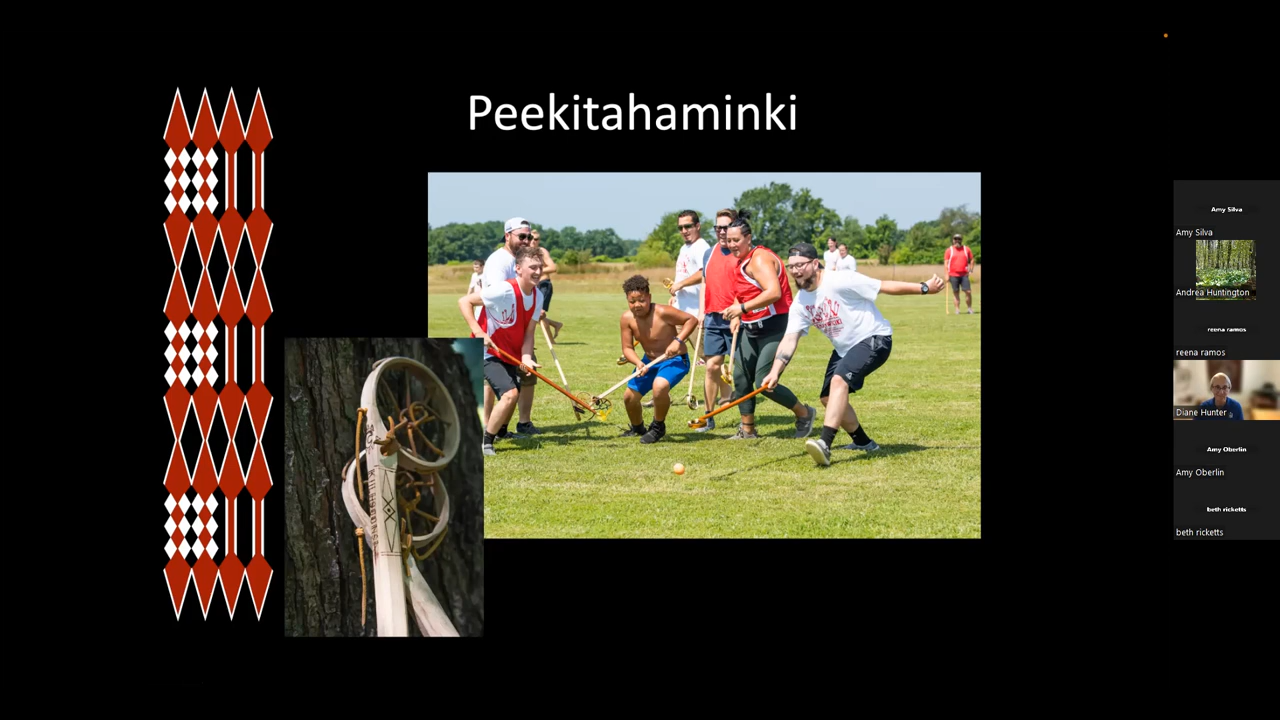 Peekitahaminki
Amy Silva
Amy Silva
Andrea Huntington
reena ramos
reena ramos
Diane Hunter
Amy Oberlin
Amy Oberlin
beth ricketts
beth ricketts